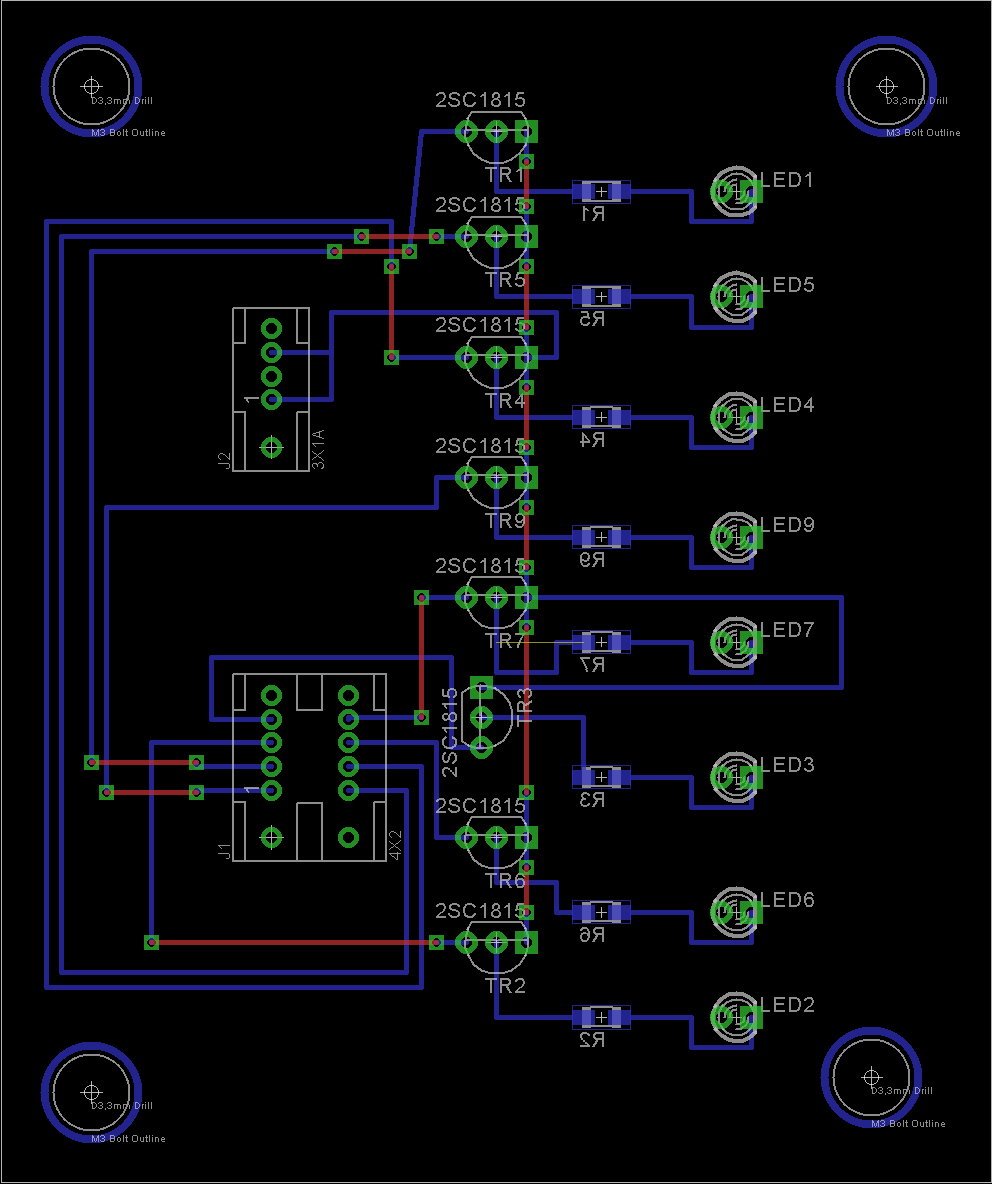 D3,3mm Drill
M3 Bolt Outline
D3,3mm Drill
M3 Bolt Outline
2SC1815
TR1
LED1
R1
2SC1815
TR5
LED5
R5
2SC1815
TR4
LED4
R4
1
J2
3X1A
2SC1815
TR9
LED9
R9
2SC1815
TR7
LED7
R7
2SC1815
TR3
LED3
R3
1
J1
4X2
2SC1815
TR6
LED6
R6
2SC1815
TR2
LED2
R2
D3,3mm Drill
M3 Bolt Outline
D3,3mm Drill
M3 Bolt Outline